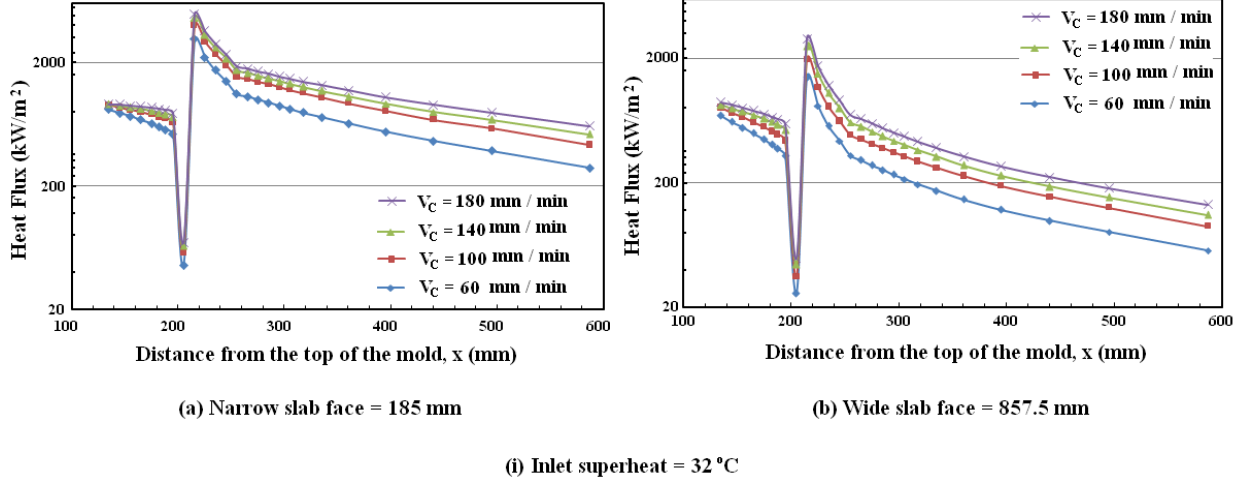 Heat Flux (kW/m²)
2000
200
20
V_C = 180 mm / min
V_C = 140 mm / min
V_C = 100 mm / min
V_C = 60 mm / min
100 200 300 400 500 600
Distance from the top of the mold, x (mm)
(a) Narrow slab face = 185 mm
Heat Flux (kW/m²)
2000
200
20
V_C = 180 mm / min
V_C = 140 mm / min
V_C = 100 mm / min
V_C = 60 mm / min
100 200 300 400 500 600
Distance from the top of the mold, x (mm)
(b) Wide slab face = 857.5 mm
(i) Inlet superheat = 32 °C